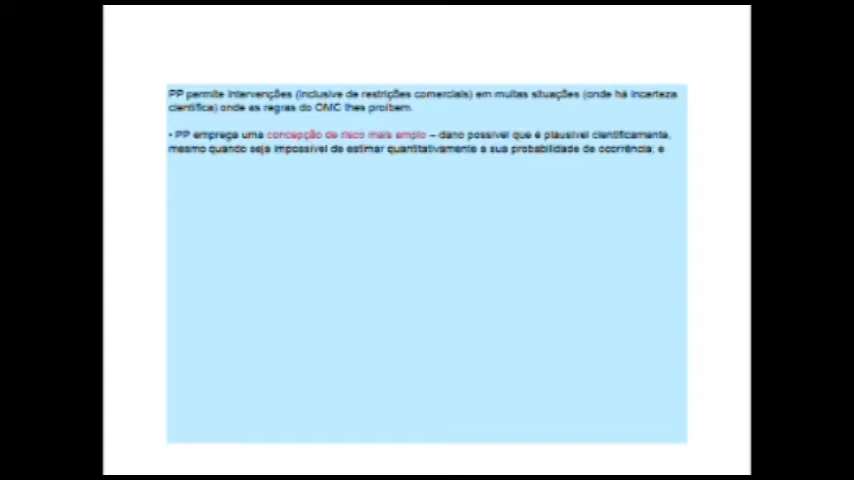 PP permite intervenções (inclusive de restrições comerciais) em muitas situações (onde há incerteza
científica) onde as regras do OMC lhes proíbem.
• PP emprega uma concepção de risco mais amplo – dano possível que é plausível cientificamente,
mesmo quando seja impossível de estimar quantitativamente a sua probabilidade de ocorrência; e